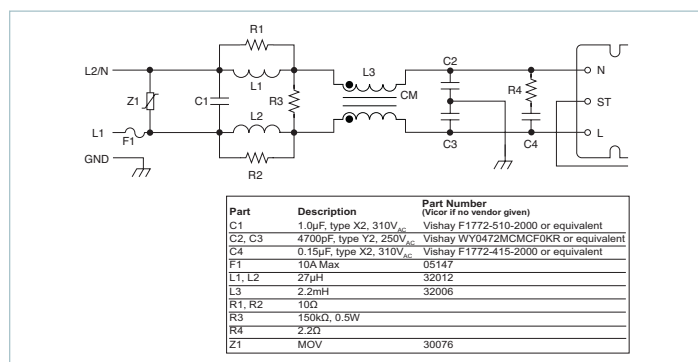 R1
L2/N
L1
L3
C2
N
Z1
C1
R3
CM
R4
ST
L2
L1
F1
C3
C4
L
GND
R2
Part Description Part Number
(Vicor if no vendor given)
C1 1.0µF, type X2, 310VAC Vishay F1772-510-2000 or equivalent
C2, C3 4700pF, type Y2, 250VAC Vishay WY0472MCMCF0KR or equivalent
C4 0.15µF, type X2, 310VAC Vishay F1772-415-2000 or equivalent
F1 10A Max 05147
L1, L2 27µH 32012
L3 2.2mH 32006
R1, R2 10Ω
R3 150kΩ, 0.5W
R4 2.2Ω
Z1 MOV 30076